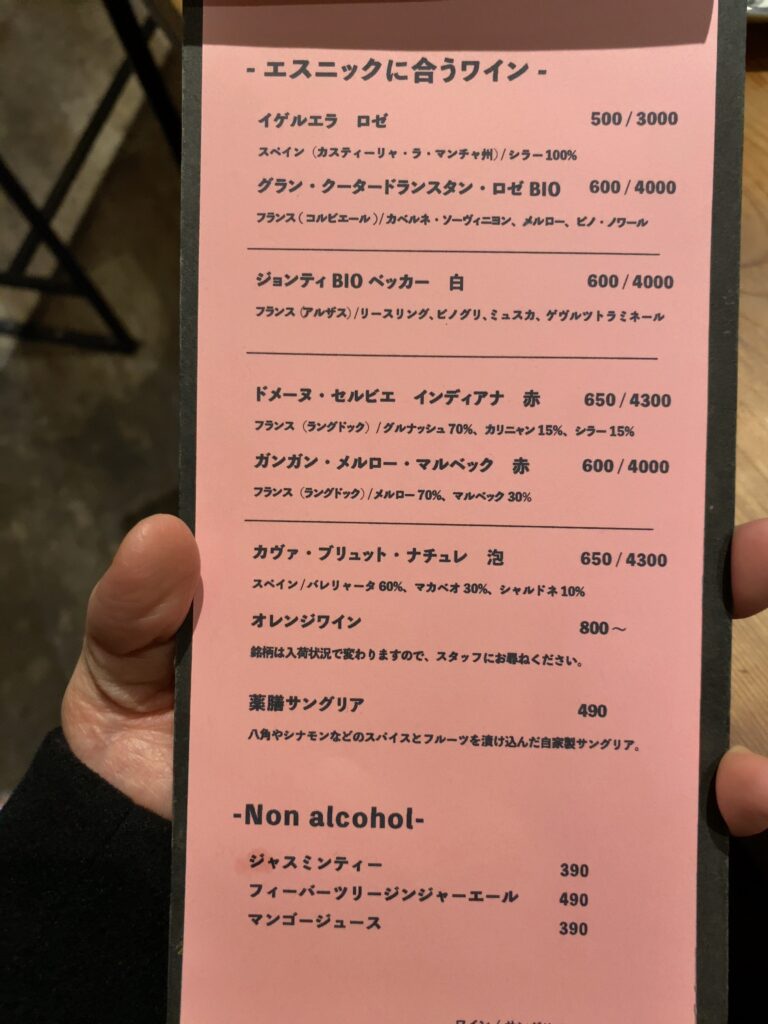 - エスニックに合うワイン -
イゲルエラ　ロゼ 500 / 3000
スペイン（カスティーリャ・ラ・マンチャ州）/ シラー 100%
グラン・クータードランスタン・ロゼ BIO 600 / 4000
フランス（コルビエール）/ カベルネ・ソーヴィニヨン、メルロー、ピノ・ノワール
ジョンティ BIO ベッカー　白 600 / 4000
フランス（アルザス）/ リースリング、ピノグリ、ミュスカ、ゲヴルツトラミネール
ドメーヌ・セルビエ　インディアナ　赤 650 / 4300
フランス（ラングドック）/ グルナッシュ 70%、カリニャン 15%、シラー 15%
ガンガン・メルロー・マルベック　赤 600 / 4000
フランス（ラングドック）/ メルロー 70%、マルベック 30%
カヴァ・ブリュット・ナチュレ　泡 650 / 4300
スペイン / パレリャータ 60%、マカベオ 30%、シャルドネ 10%
オレンジワイン 800～
銘柄は入荷状況で変わりますので、スタッフにお尋ねください。
薬膳サングリア 490
八角やシナモンなどのスパイスとフルーツを漬け込んだ自家製サングリア。
-Non alcohol-
ジャスミンティー 390
フィーバーツリージンジャーエール 490
マンゴージュース 390